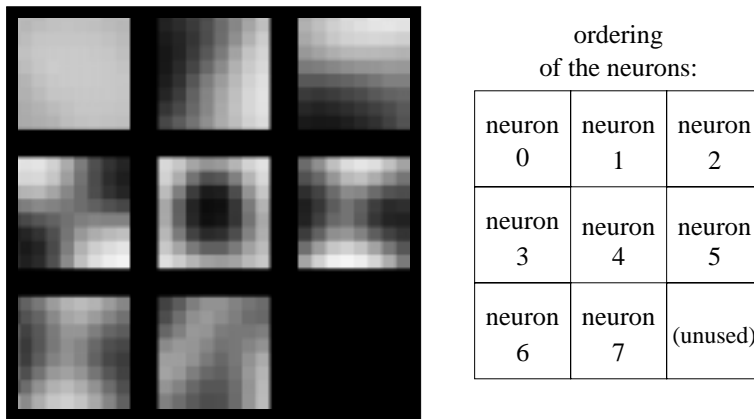 ordering
of the neurons:
neuron
0
neuron
1
neuron
2
neuron
3
neuron
4
neuron
5
neuron
6
neuron
7
(unused)